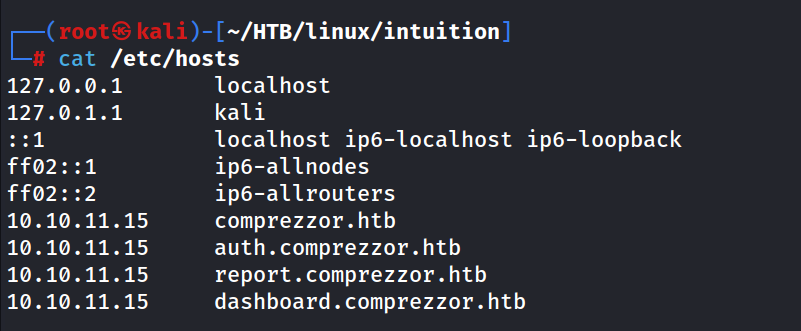 ┌──(root㉿kali)-[~/HTB/linux/intuition]
└─# cat /etc/hosts
127.0.0.1       localhost
127.0.1.1       kali
::1             localhost ip6-localhost ip6-loopback
ff02::1         ip6-allnodes
ff02::2         ip6-allrouters
10.10.11.15     comprezzor.htb
10.10.11.15     auth.comprezzor.htb
10.10.11.15     report.comprezzor.htb
10.10.11.15     dashboard.comprezzor.htb